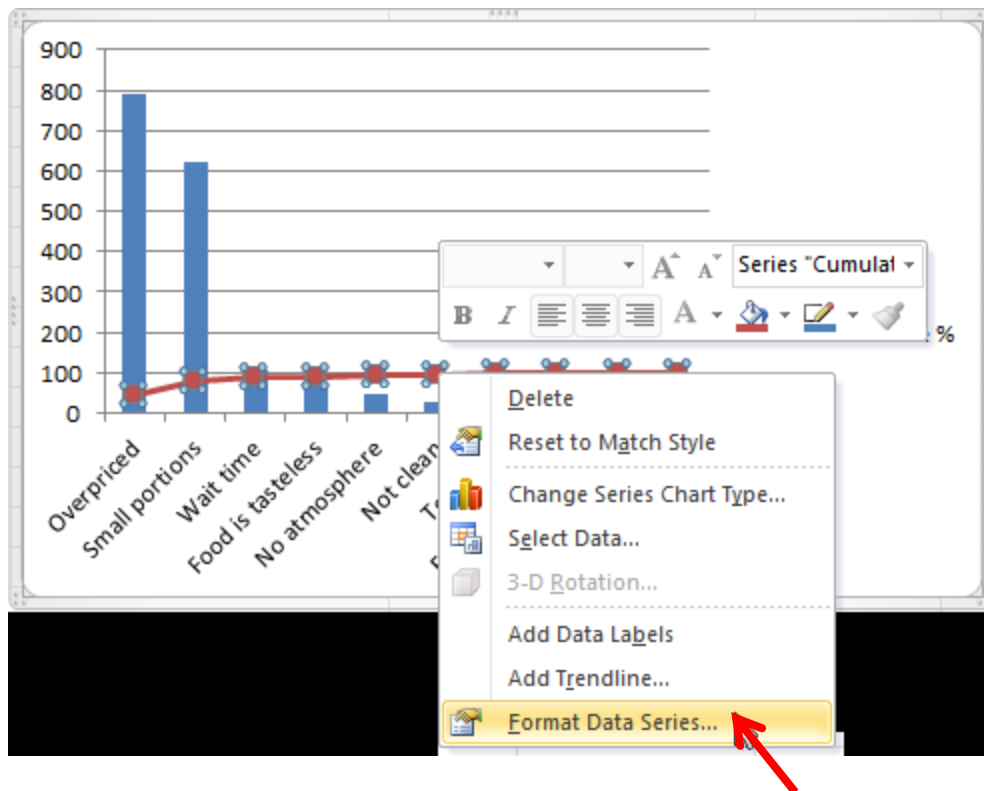 900
800
700
600
500
400
300
200
100
0
Overpriced
Small portions
Wait time
Food is tasteless
No atmosphere
Not clean
%
A A Series "Cumulat
B I A
Delete
Reset to Match Style
Change Series Chart Type...
Select Data...
3-D Rotation...
Add Data Labels
Add Trendline...
Format Data Series...